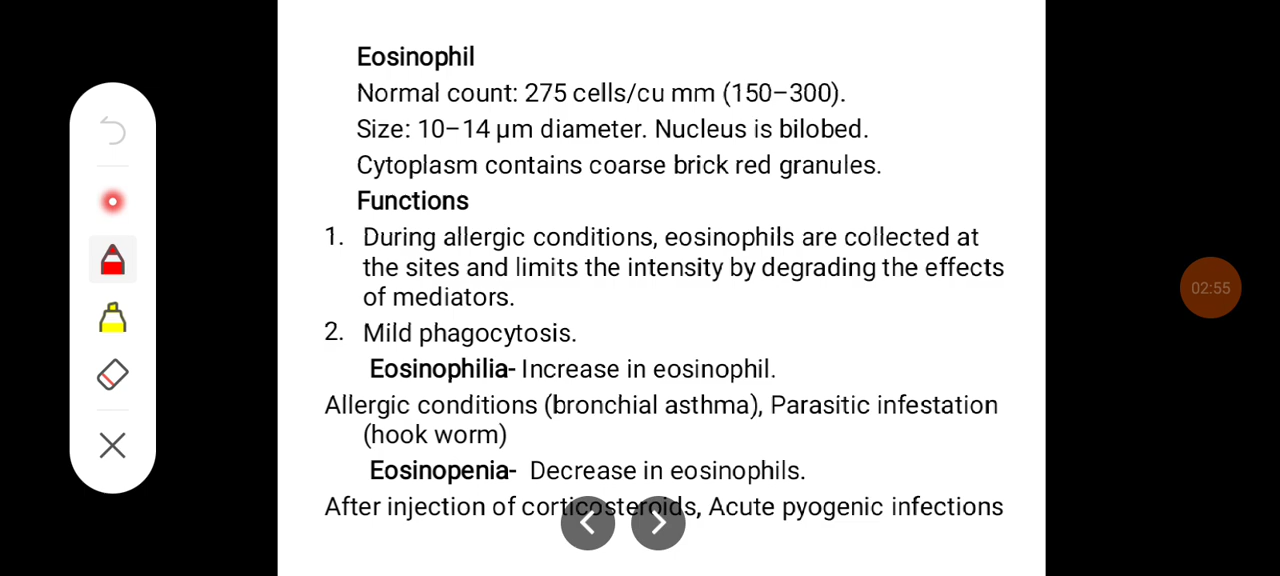 Eosinophil
Normal count: 275 cells/cu mm (150–300).
Size: 10–14 µm diameter. Nucleus is bilobed.
Cytoplasm contains coarse brick red granules.
Functions
1. During allergic conditions, eosinophils are collected at
the sites and limits the intensity by degrading the effects
of mediators.
2. Mild phagocytosis.
Eosinophilia- Increase in eosinophil.
Allergic conditions (bronchial asthma), Parasitic infestation
(hook worm)
Eosinopenia- Decrease in eosinophils.
After injection of corticosteroids, Acute pyogenic infections
02:55